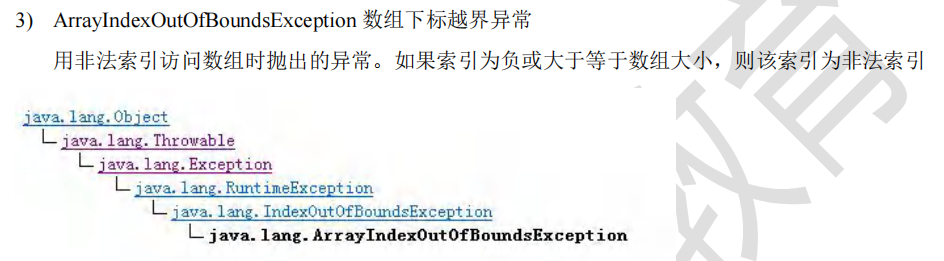 3) ArrayIndexOutOfBoundsException 数组下标越界异常
用非法索引访问数组时抛出的异常。如果索引为负或大于等于数组大小，则该索引为非法索引
java.lang.Object
java.lang.Throwable
java.lang.Exception
java.lang.RuntimeException
java.lang.IndexOutOfBoundsException
java.lang.ArrayIndexOutOfBoundsException
教育